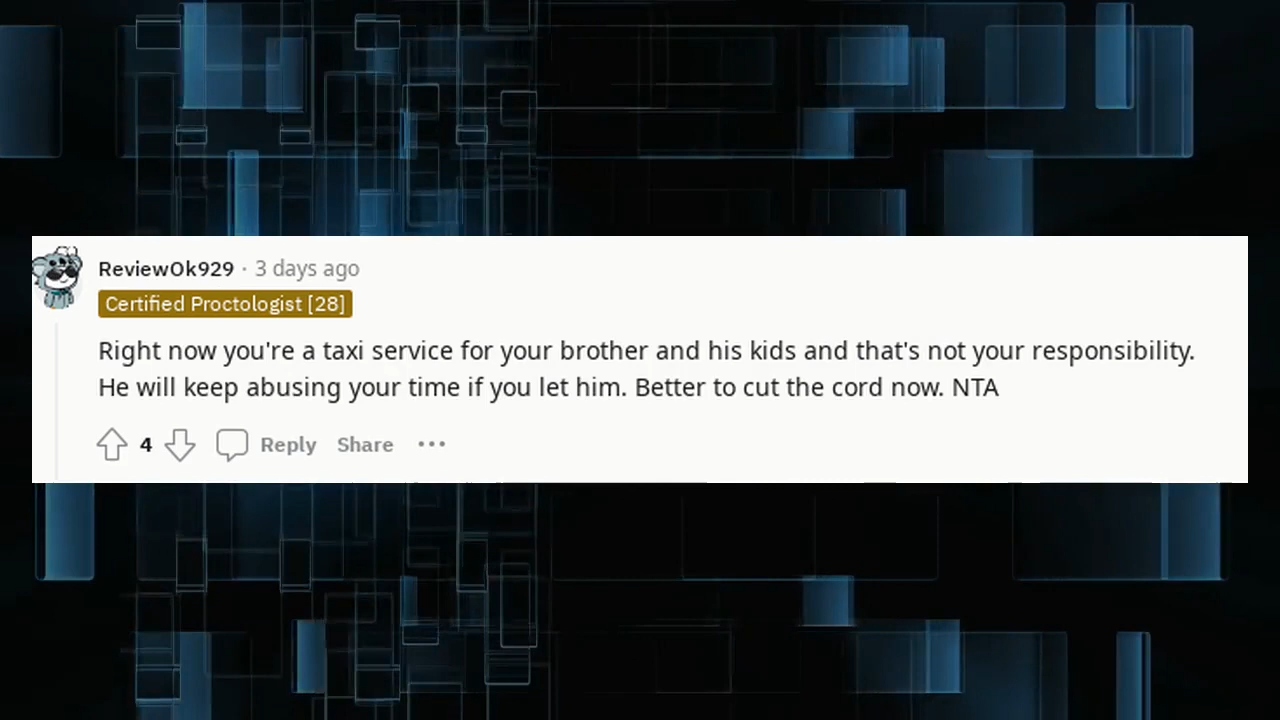 ReviewOk929 · 3 days ago
Certified Proctologist [28]
Right now you're a taxi service for your brother and his kids and that's not your responsibility.
He will keep abusing your time if you let him. Better to cut the cord now. NTA
4 Reply Share ···